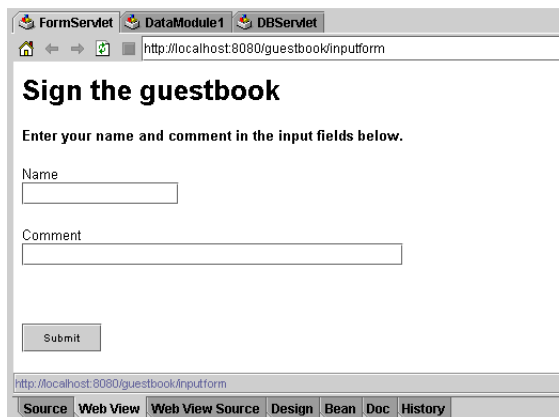 FormServlet DataModule1 DBServlet
http://localhost:8080/guestbook/inputform
Sign the guestbook
Enter your name and comment in the input fields below.
Name
Comment
Submit
http://localhost:8080/guestbook/inputform
Source Web View Web View Source Design Bean Doc History